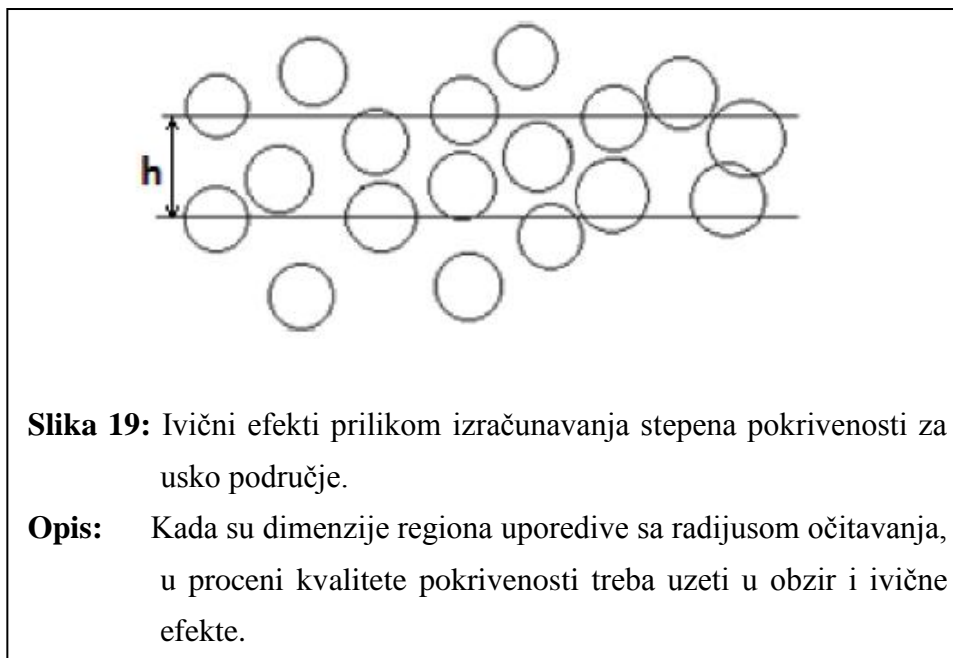 h
Slika 19: Ivični efekti prilikom izračunavanja stepena pokrivenosti za
usko područje.
Opis: Kada su dimenzije regiona uporedive sa radijusom očitavanja,
u proceni kvalitete pokrivenosti treba uzeti u obzir i ivične
efekte.